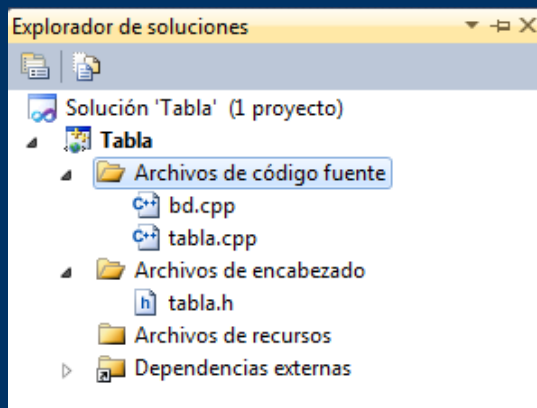 Explorador de soluciones
Solución 'Tabla' (1 proyecto)
Tabla
Archivos de código fuente
C++ bd.cpp
C++ tabla.cpp
Archivos de encabezado
h tabla.h
Archivos de recursos
Dependencias externas